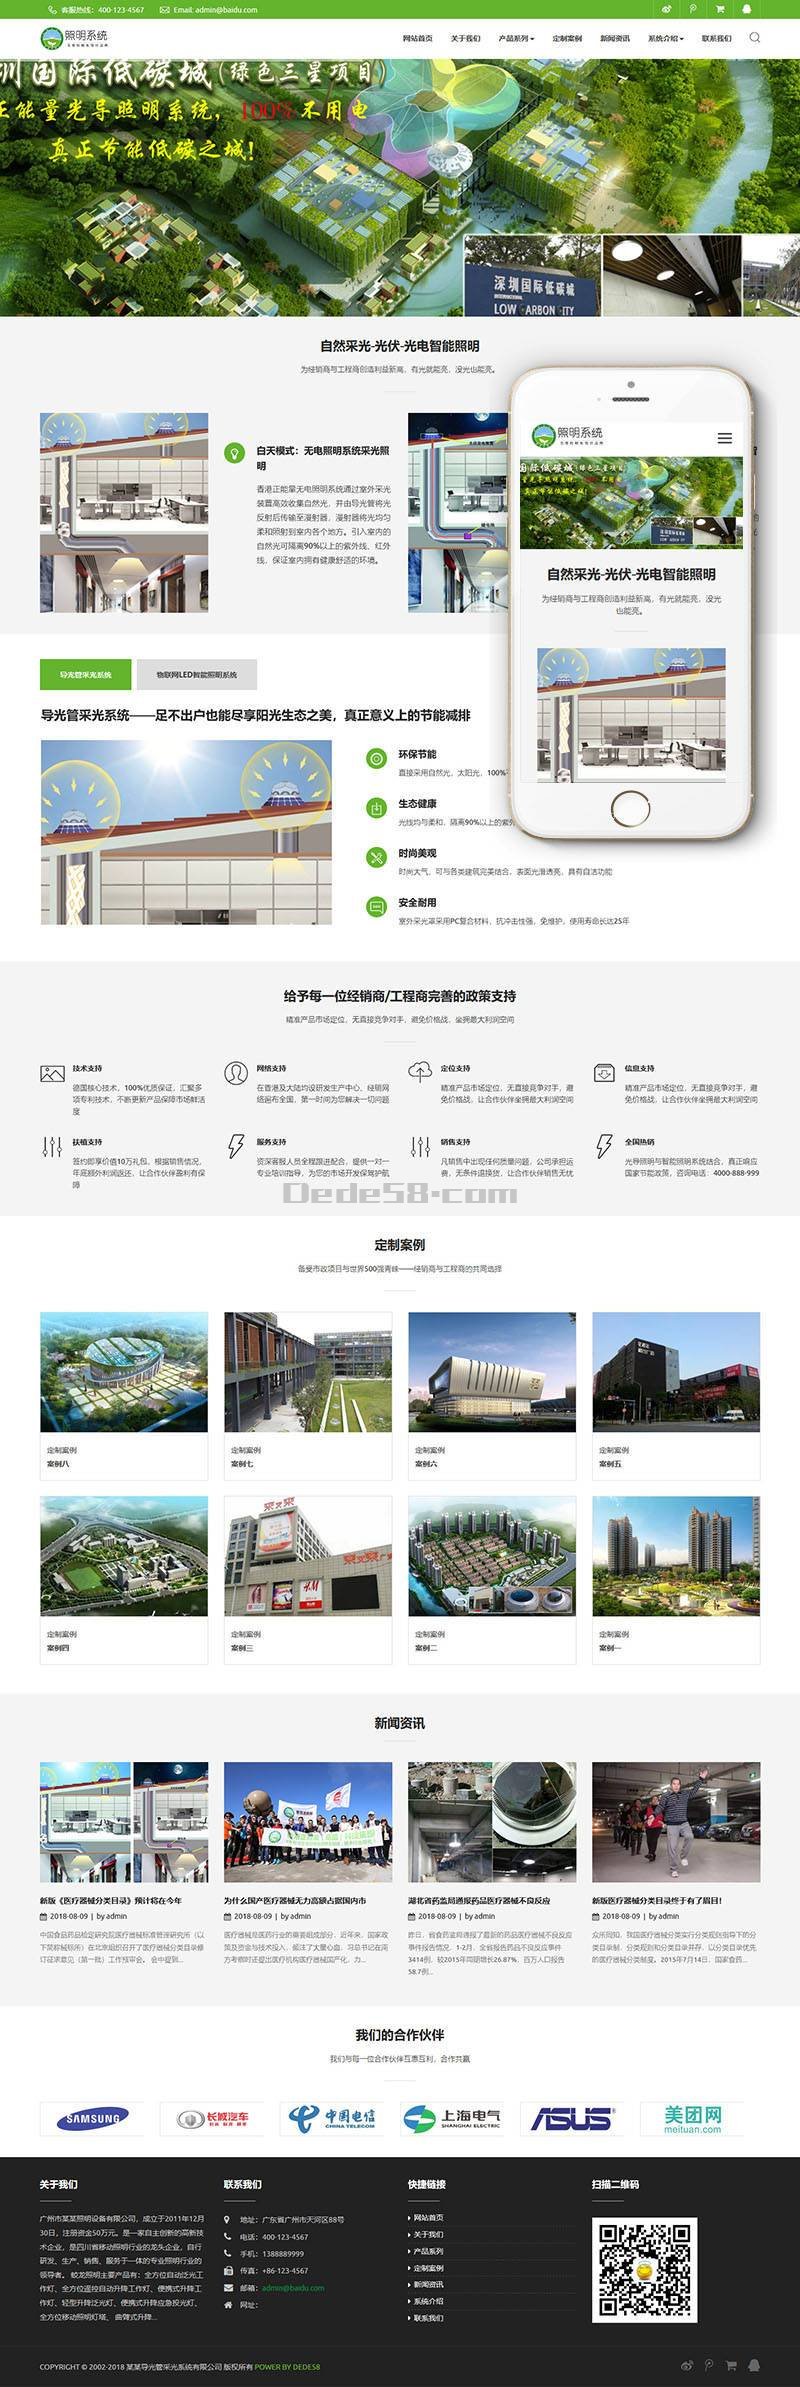 客服热线：400-123-4567
Email: admin@baidu.com
照明系统
网站首页
关于我们
产品系列
定制案例
新闻资讯
系统介绍
联系我们
圳国际低碳城(绿色三星项目)
正能量光导照明系统，100%不用电
真正节能低碳之城！
深圳国际低碳城
自然采光-光伏-光电智能照明
为经销商与工程商创造利益新高，有光就能亮，没光也能亮。
白天模式：无电照明系统采光照
明
香港正能量无电照明系统通过室外采光
装置高效收集自然光，并由导光管将光
反射后传输至漫射器，漫射器将光均匀
柔和照射到室内各个地方。引入室内的
自然光可隔离90%以上的紫外线、红外
线，保证室内拥有健康舒适的环境。
照明系统
自然采光-光伏-光电智能照明
为经销商与工程商创造利益新高，有光就能亮，没光
也能亮。
导光管采光系统
物联网LED智能照明系统
导光管采光系统——足不出户也能尽享阳光生态之美，真正意义上的节能减排
环保节能
直接采用自然光，太阳光，100%
生态健康
光线均与柔和，隔离90%以上的紫外
时尚美观
时尚大气，可与各类建筑完美结合，表面光滑透亮，具有自洁功能
安全耐用
室外采光罩采用PC复合材料，抗冲击性强，免维护，使用寿命长达25年
给予每一位经销商/工程商完善的政策支持
精准产品市场定位，无直接竞争对手，避免价格战，坐拥最大利润空间
技术支持
德国核心技术，100%优质保证，汇聚多
项专利技术，不断更新产品保障市场鲜活
度
网络支持
在香港及大陆均设研发生产中心，经销网
络遍布全国，第一时间为您解决一切问题
定位支持
精准产品市场定位，无直接竞争对手，避
免价格战，让合作伙伴坐拥最大利润空间
信息支持
精准产品市场定位，无直接竞争对手，避
免价格战，让合作伙伴坐拥最大利润空间
扶植支持
签约即享价值10万礼包，根据销售情况，
年底额外利润返还，让合作伙伴盈利有保
障
服务支持
资深客服人员全程跟进配合，提供一对一
专业培训指导，为您的市场开发保驾护航
销售支持
凡销售中出现任何质量问题，公司承担运
费，无条件退换货，让合作伙伴销售无忧
全国热销
光导照明与智能照明系统结合，真正响应
国家节能政策，咨询电话：4000-888-999
Dede58.com
定制案例
备受市政项目与世界500强青睐——经销商与工程商的共同选择
定制案例
案例八
定制案例
案例七
定制案例
案例六
定制案例
案例五
定制案例
案例四
定制案例
案例三
定制案例
案例二
定制案例
案例一
新闻资讯
新版《医疗器械分类目录》预计将在今年
2018-08-09 | by admin
中国食品药品检定研究院医疗器械标准管理研究所（以
下简称械标所）在北京组织召开了医疗器械分类目录修
订征求意见（第一批）工作预审会。 会中提到...
为什么国产医疗器械无力高额占据国内市
2018-08-09 | by admin
医疗器械是医药行业的重要组成部分，近年来，国家政
策及资金与技术投入，倾注了大量心血，习总书记在南
方考察时还提出医疗机构医疗器械国产化，力...
湖北省药监局通报药品医疗器械不良反应
2018-08-09 | by admin
昨日，省食药监局通报了最新的药品医疗器械不良反应
事件报告情况，1-2月，全省报告药品不良反应事件
3414例，较2015年同期增长26.87%，百万人口报告
58.7例...
新版医疗器械分类目录终于有了眉目！
2018-08-09 | by admin
众所周知，我国医疗器械分类实行分类规则指导下的分
类目录制，分类规则和分类目录并存，以分类目录优先
的医疗器械分类制度。2015年7月14日，国家食药...
我们的合作伙伴
我们与每一位合作伙伴互惠互利，合作共赢
SAMSUNG
长城汽车
中国电信
CHINA TELECOM
上海电气
SHANGHAI ELECTRIC
ASUS
美团网
meituan.com
关于我们
广州市某某照明设备有限公司，成立于2011年12月
30日，注册资金50万元。是一家自主创新的高新技
术企业，是四川省移动照明行业的龙头企业，自行
研发、生产、销售、服务于一体的专业照明行业的
领导者。 蛟龙照明主要产品有：全方位自动泛光工
作灯、全方位遥控自动升降工作灯、便携式升降工
作灯、轻型升降泛光灯、便携式升降应急投光灯、
全方位移动照明灯塔、 曲臂式升降...
联系我们
地址：广东省广州市天河区88号
电话：400-123-4567
手机：1388889999
传真：+86-123-4567
邮箱：admin@baidu.com
网址：
快捷链接
网站首页
关于我们
产品系列
定制案例
新闻资讯
系统介绍
联系我们
扫描二维码
COPYRIGHT © 2002-2018 某某导光管采光系统有限公司 版权所有 POWER BY DEDE58